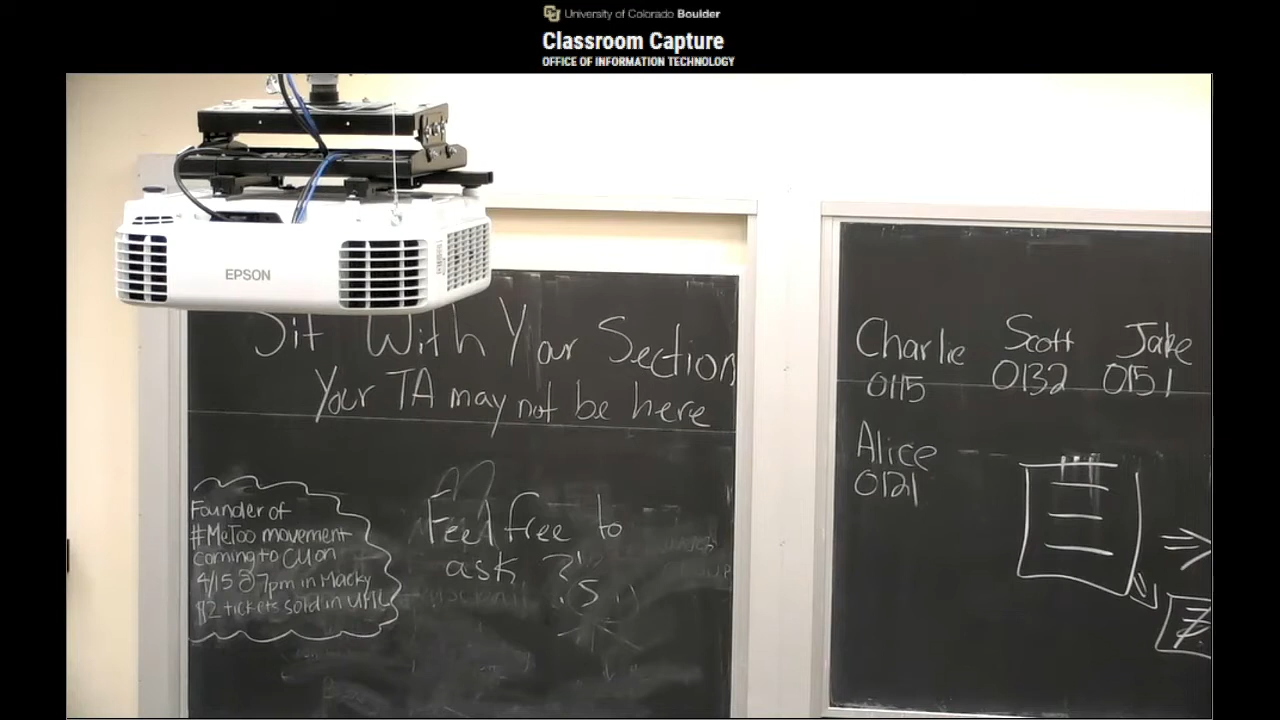 University of Colorado Boulder
Classroom Capture
OFFICE OF INFORMATION TECHNOLOGY
EPSON
Sit With Your Section
Your TA may not be here
Founder of
#MeToo movement
coming to CU on
4/15 @ 7pm in Macky
$2 tickets sold in UMC
Feel free to
ask ?'s
Charlie Scott Jake
0115 0132 0151
Alice
0121